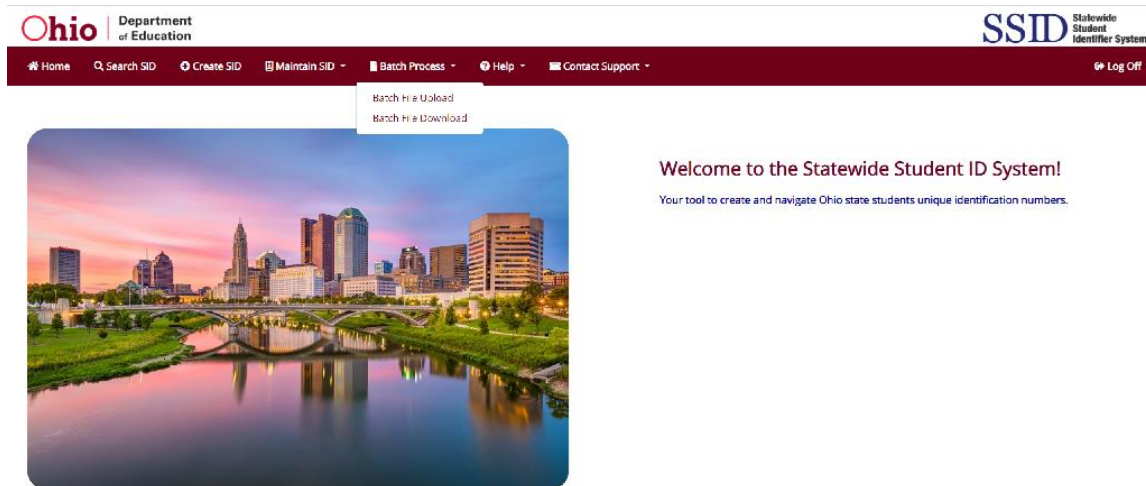 Ohio Department
of Education
SSID Statewide
Student
Identifier System
Home Search SID Create SID Maintain SID Batch Process Help Contact Support Log Off
Batch File Upload
Batch File Download
Welcome to the Statewide Student ID System!
Your tool to create and navigate Ohio state students unique identification numbers.